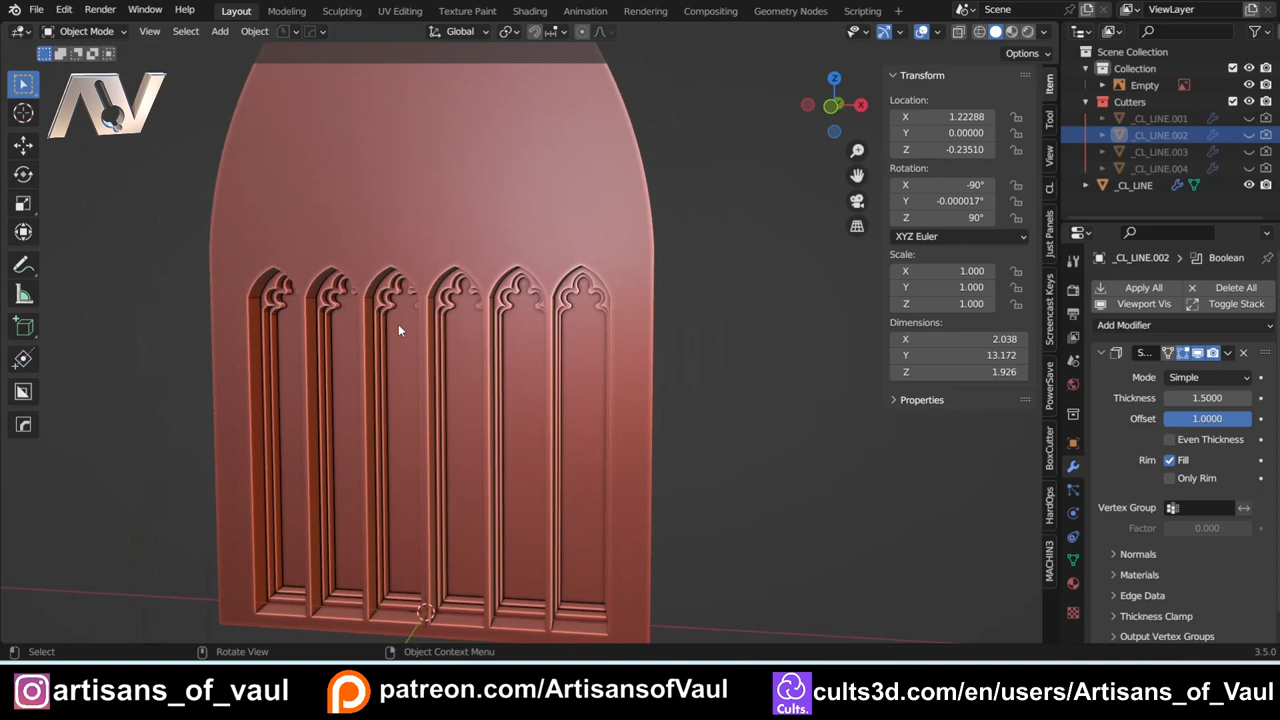 File Edit Render Window Help Layout Modeling Sculpting UV Editing Texture Paint Shading Animation Rendering Compositing Geometry Nodes Scripting + Scene ViewLayer
Object Mode View Select Add Object Global
Options
AV
Transform
Location:
X 1.22288
Y 0.00000
Z -0.23510
Rotation:
X -90°
Y -0.000017°
Z 90°
XYZ Euler
Scale:
X 1.000
Y 1.000
Z 1.000
Dimensions:
X 2.038
Y 13.172
Z 1.926
Properties
Z
X
Item
Tool
View
CL
Just Panels
Screencast Keys
PowerSave
BoxCutter
HardOps
MACHIN3
Scene Collection
Collection
Empty
Cutters
_CL_LINE.001
_CL_LINE.002
_CL_LINE.003
_CL_LINE.004
_CL_LINE
_CL_LINE.002 Boolean
Apply All Delete All
Viewport Vis Toggle Stack
Add Modifier
S...
Mode Simple
Thickness 1.5000
Offset 1.0000
Even Thickness
Rim Fill
Only Rim
Vertex Group
Factor 0.000
Normals
Materials
Edge Data
Thickness Clamp
Output Vertex Groups
Select Rotate View Object Context Menu 3.5.0
artisans_of_vaul patreon.com/ArtisansofVaul Cults. cults3d.com/en/users/Artisans_of_Vaul